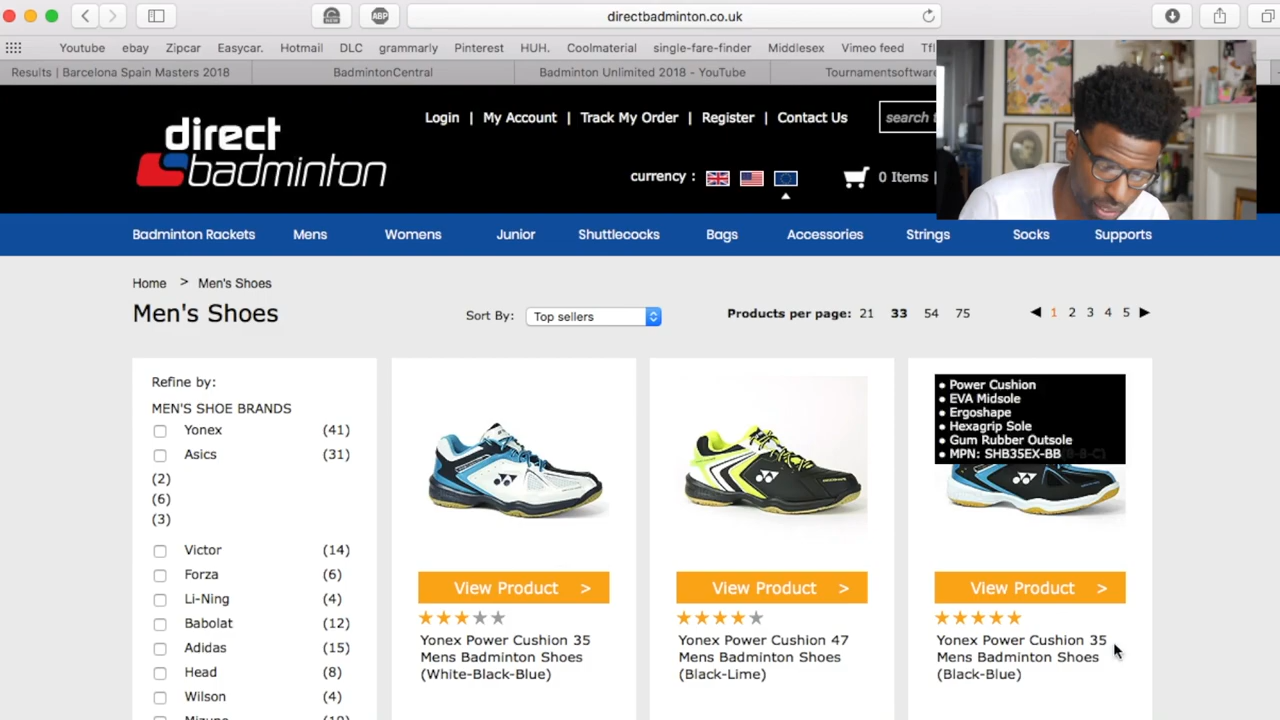 ABP
directbadminton.co.uk
Youtube ebay Zipcar Easycar. Hotmail DLC grammarly Pinterest HUH. Coolmaterial single-fare-finder Middlesex Vimeo feed Tfl
Results | Barcelona Spain Masters 2018 BadmintonCentral Badminton Unlimited 2018 - YouTube Tournamentsoftwar
direct
badminton
Login | My Account | Track My Order | Register | Contact Us search
currency : 0 Items |
Badminton Rackets Mens Womens Junior Shuttlecocks Bags Accessories Strings Socks Supports
Home > Men's Shoes
Men's Shoes
Sort By: Top sellers
Products per page: 21 33 54 75
1 2 3 4 5
Refine by:
MEN'S SHOE BRANDS
Yonex (41)
Asics (31)
(2)
(6)
(3)
Victor (14)
Forza (6)
Li-Ning (4)
Babolat (12)
Adidas (15)
Head (8)
Wilson (4)
View Product >
Yonex Power Cushion 35
Mens Badminton Shoes
(White-Black-Blue)
View Product >
Yonex Power Cushion 47
Mens Badminton Shoes
(Black-Lime)
• Power Cushion
• EVA Midsole
• Ergoshape
• Hexagrip Sole
• Gum Rubber Outsole
• MPN: SHB35EX-BB
View Product >
Yonex Power Cushion 35
Mens Badminton Shoes
(Black-Blue)